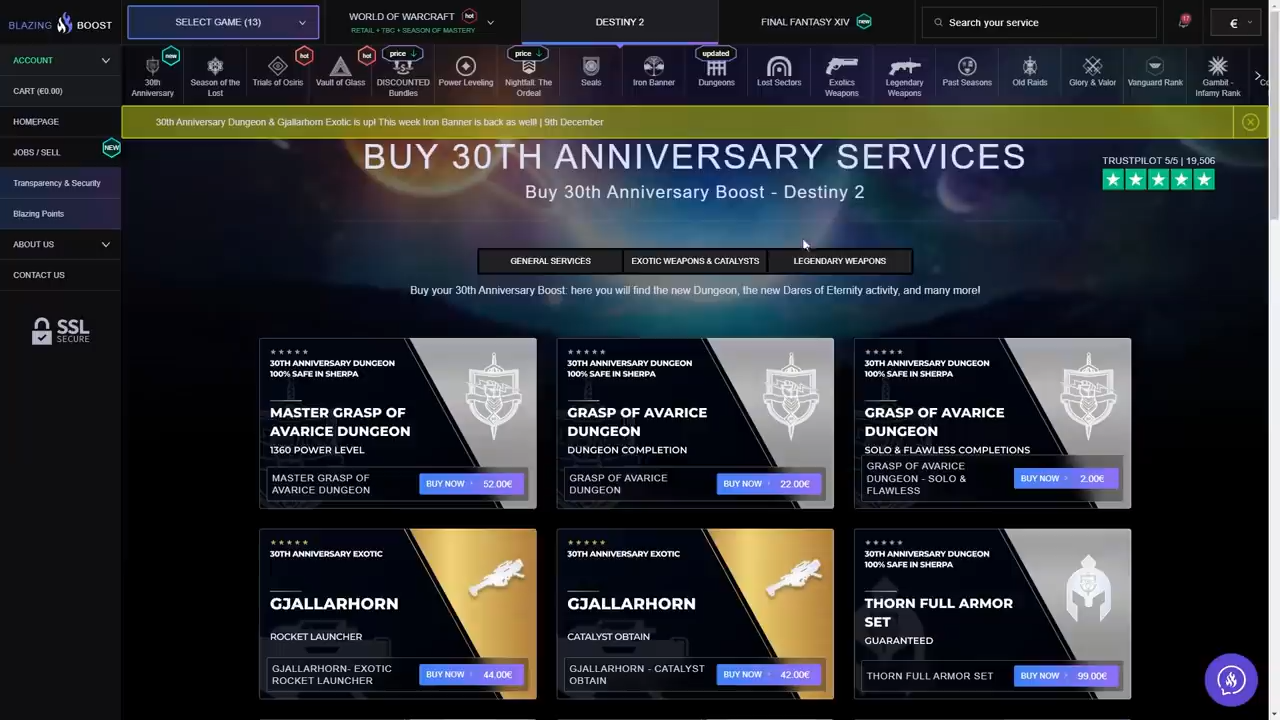 BLAZING BOOST
SELECT GAME (13)
WORLD OF WARCRAFT hot
RETAIL + TBC + SEASON OF MASTERY
DESTINY 2
FINAL FANTASY XIV new
Search your service
17
€
ACCOUNT
CART (€0.00)
HOMEPAGE
JOBS / SELL
NEW
Transparency & Security
Blazing Points
ABOUT US
CONTACT US
SSL
SECURE
new
30th
Anniversary
Season of the
Lost
hot
Trials of Osiris
hot
Vault of Glass
price ↓
DISCOUNTED
Bundles
Power Leveling
price ↓
Nightfall: The
Ordeal
Seals
Iron Banner
updated
Dungeons
Lost Sectors
Exotics
Weapons
Legendary
Weapons
Past Seasons
Old Raids
Glory & Valor
Vanguard Rank
Gambit -
Infamy Rank
30th Anniversary Dungeon & Gjallarhorn Exotic is up! This week Iron Banner is back as well! | 9th December
BUY 30TH ANNIVERSARY SERVICES
Buy 30th Anniversary Boost - Destiny 2
TRUSTPILOT 5/5 | 19,506
GENERAL SERVICES
EXOTIC WEAPONS & CATALYSTS
LEGENDARY WEAPONS
Buy your 30th Anniversary Boost: here you will find the new Dungeon, the new Dares of Eternity activity, and many more!
30TH ANNIVERSARY DUNGEON
100% SAFE IN SHERPA
MASTER GRASP OF
AVARICE DUNGEON
1360 POWER LEVEL
MASTER GRASP OF
AVARICE DUNGEON
BUY NOW > 52.00€
30TH ANNIVERSARY DUNGEON
100% SAFE IN SHERPA
GRASP OF AVARICE
DUNGEON
DUNGEON COMPLETION
GRASP OF AVARICE
DUNGEON
BUY NOW > 22.00€
30TH ANNIVERSARY DUNGEON
100% SAFE IN SHERPA
GRASP OF AVARICE
DUNGEON
SOLO & FLAWLESS COMPLETIONS
GRASP OF AVARICE
DUNGEON - SOLO &
FLAWLESS
BUY NOW > 2.00€
30TH ANNIVERSARY EXOTIC
GJALLARHORN
ROCKET LAUNCHER
GJALLARHORN- EXOTIC
ROCKET LAUNCHER
BUY NOW > 44.00€
30TH ANNIVERSARY EXOTIC
GJALLARHORN
CATALYST OBTAIN
GJALLARHORN - CATALYST
OBTAIN
BUY NOW > 42.00€
30TH ANNIVERSARY DUNGEON
100% SAFE IN SHERPA
THORN FULL ARMOR
SET
GUARANTEED
THORN FULL ARMOR SET
BUY NOW > 99.00€